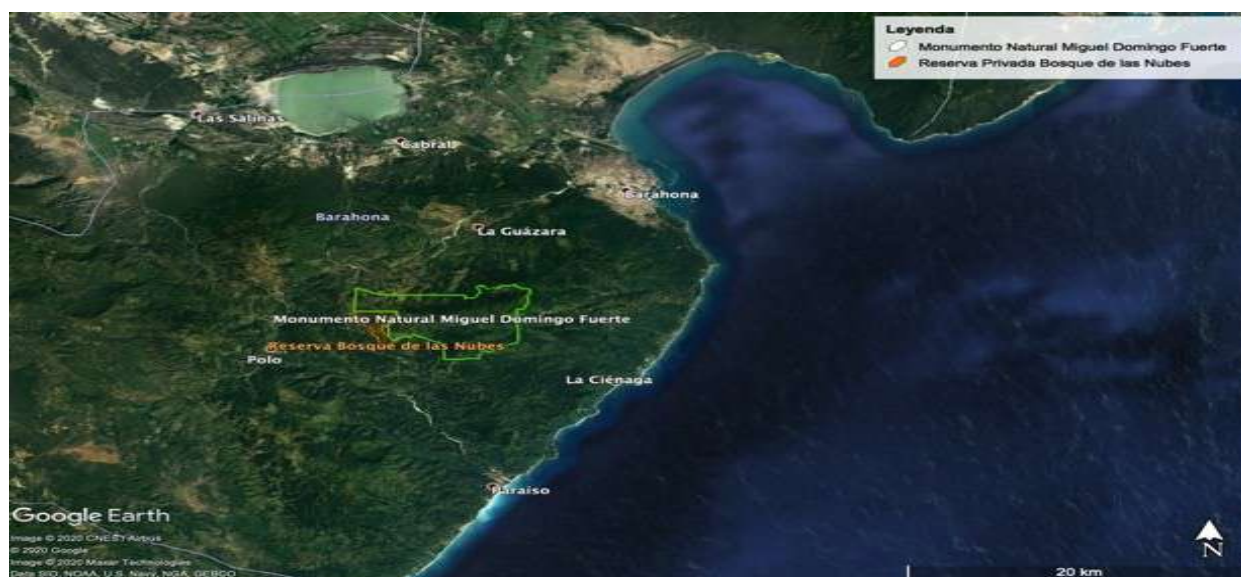 Leyenda
Monumento Natural Miguel Domingo Fuerte
Reserva Privada Bosque de las Nubes
Las Salinas
Cabral
Barahona
Barahona
La Guázara
Monumento Natural Miguel Domingo Fuerte
Reserva Bosque de las Nubes
Polo
La Ciénaga
Paraíso
Google Earth
Image © 2020 CNES / Airbus
© 2020 Google
Image © 2020 Maxar Technologies
Data SIO, NOAA, U.S. Navy, NGA, GEBCO
N
20 km